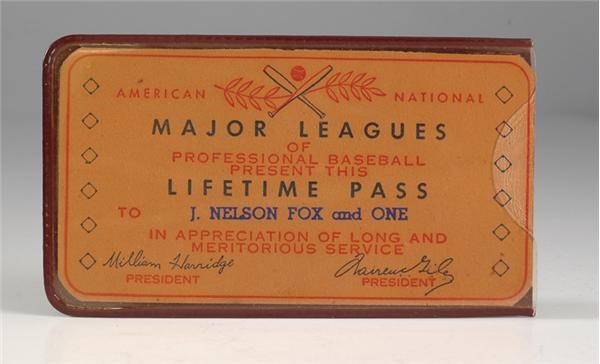 AMERICAN NATIONAL
MAJOR LEAGUES
OF
PROFESSIONAL BASEBALL
PRESENT THIS
LIFETIME PASS
TO J. NELSON FOX and ONE
IN APPRECIATION OF LONG AND
MERITORIOUS SERVICE
William Harridge Warren Giles
PRESIDENT PRESIDENT